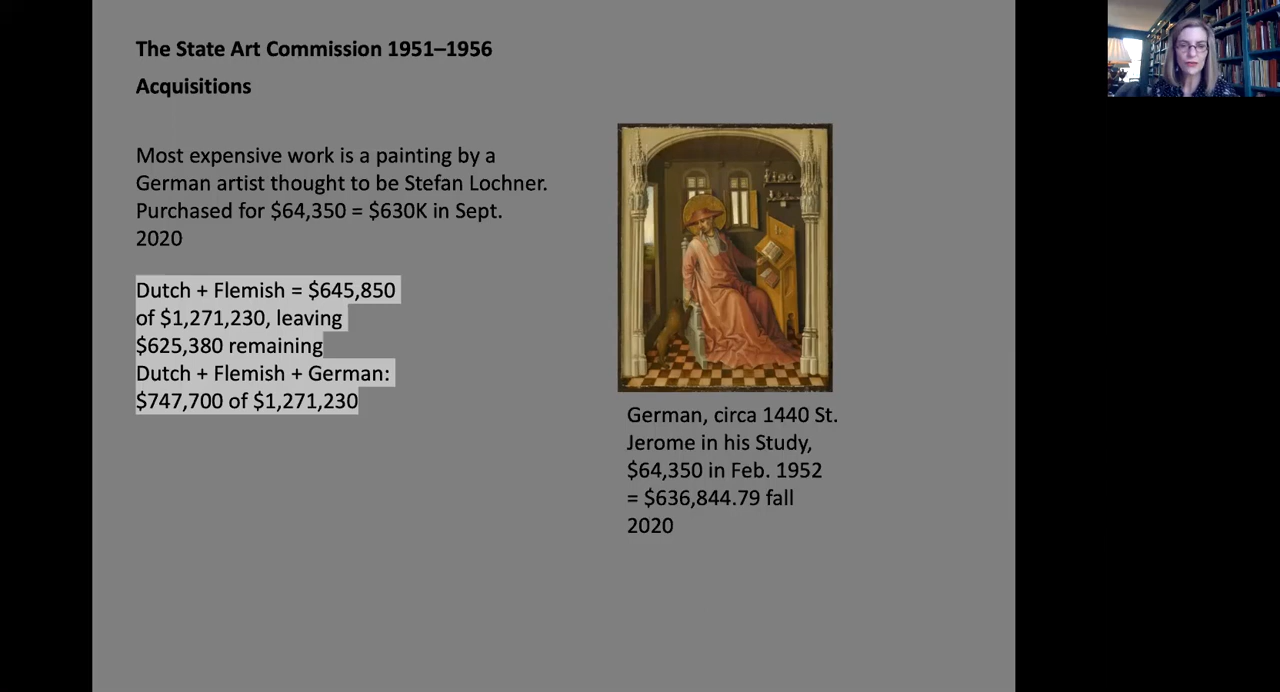 The State Art Commission 1951–1956
Acquisitions
Most expensive work is a painting by a
German artist thought to be Stefan Lochner.
Purchased for $64,350 = $630K in Sept.
2020
Dutch + Flemish = $645,850
of $1,271,230, leaving
$625,380 remaining
Dutch + Flemish + German:
$747,700 of $1,271,230
German, circa 1440 St.
Jerome in his Study,
$64,350 in Feb. 1952
= $636,844.79 fall
2020